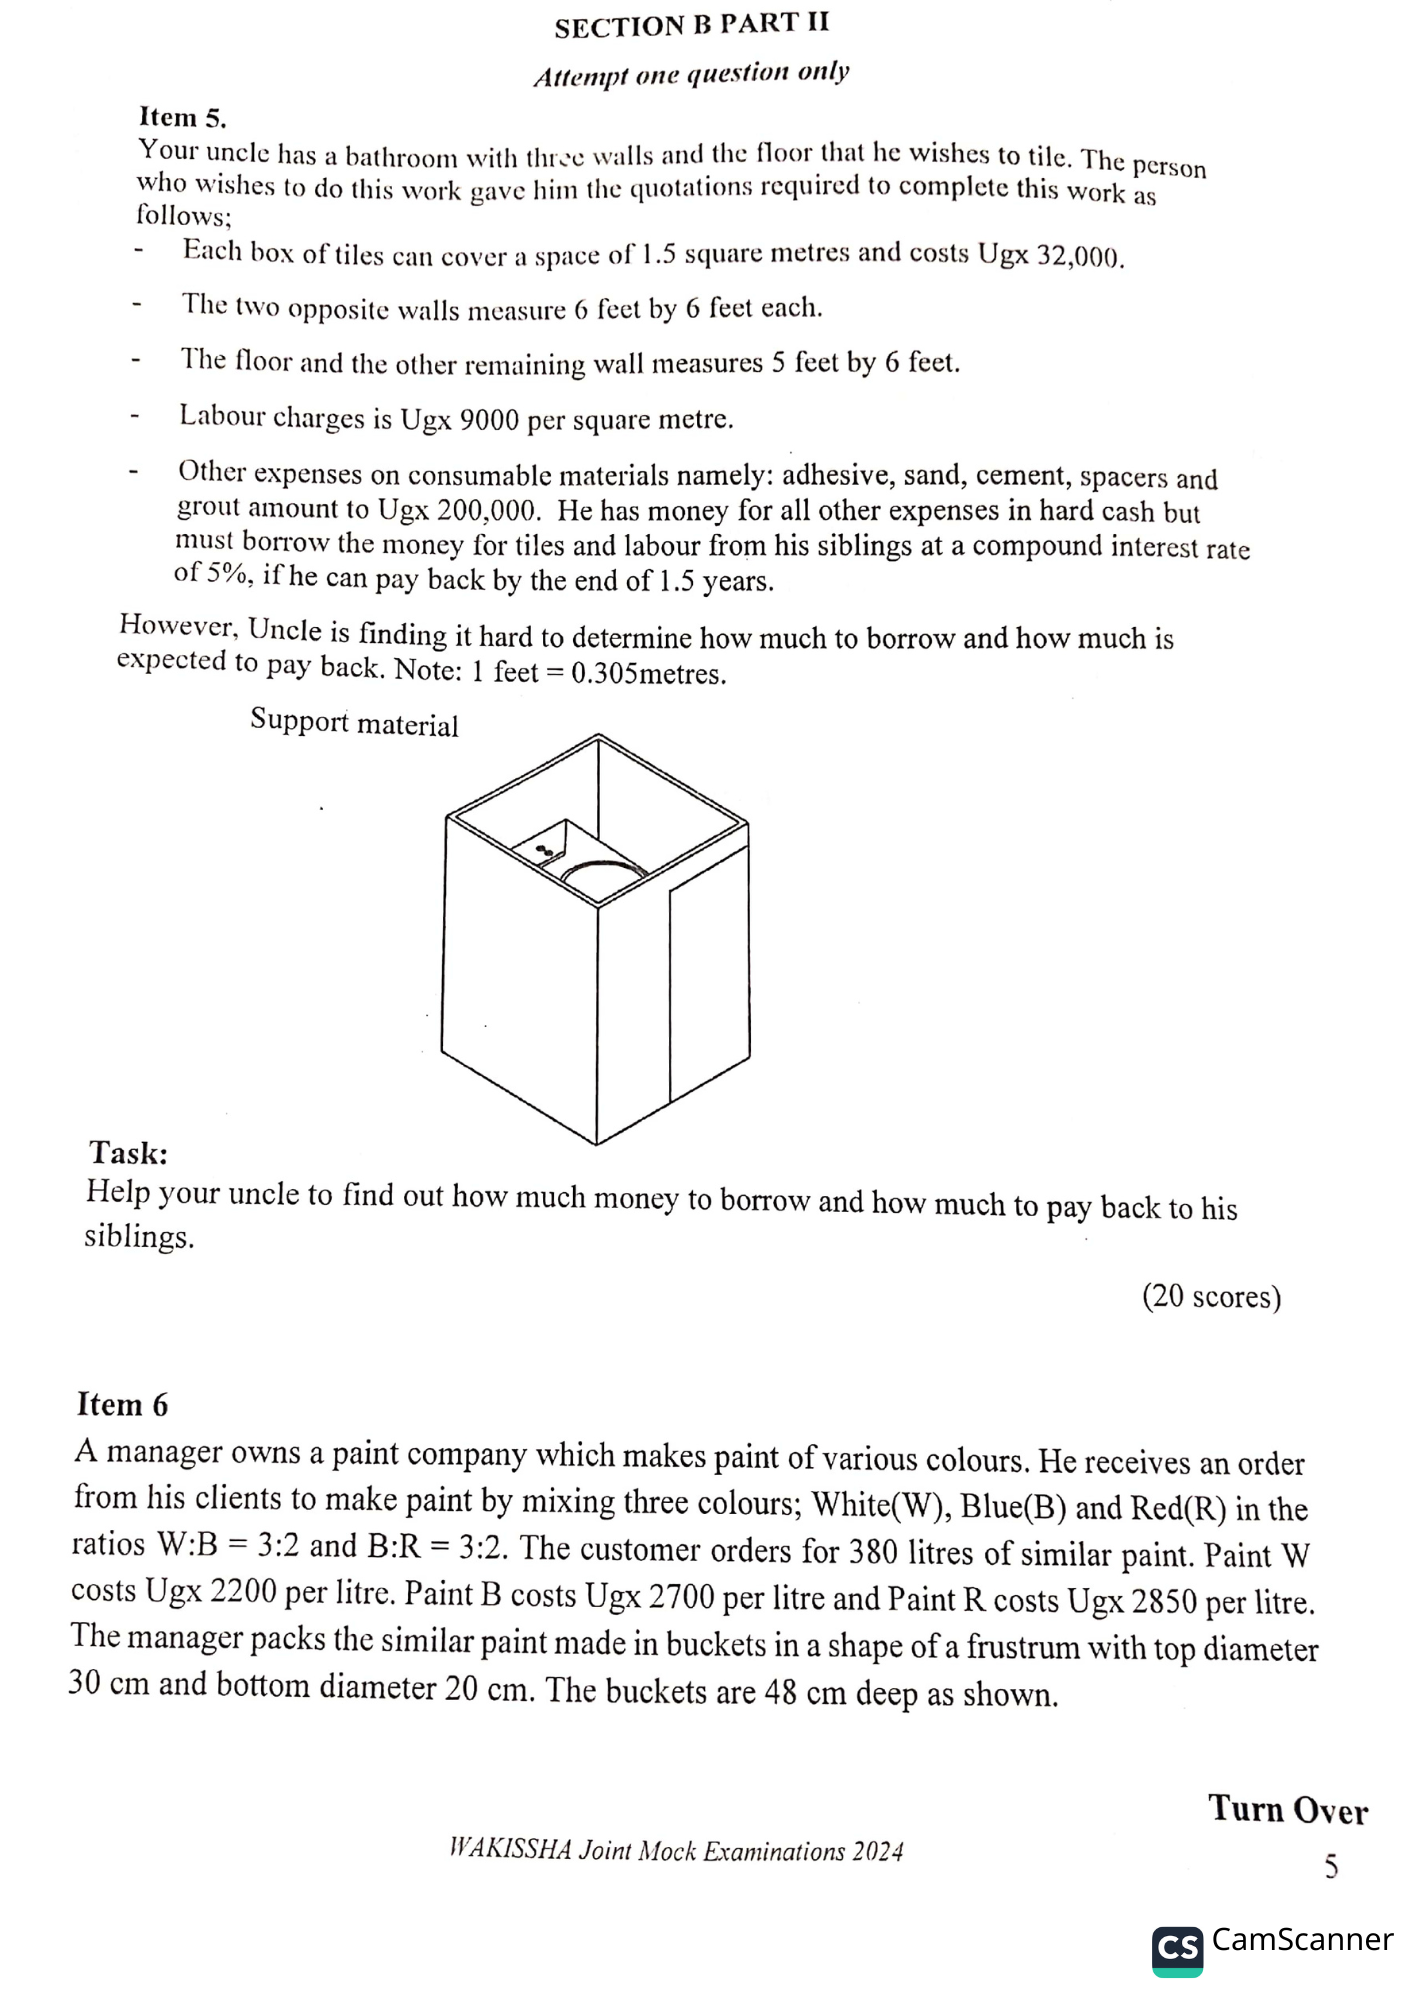 SECTION B PART II
Attempt one question only
Item 5.
Your uncle has a bathroom with three walls and the floor that he wishes to tile. The person
who wishes to do this work gave him the quotations required to complete this work as
follows;
- Each box of tiles can cover a space of 1.5 square metres and costs Ugx 32,000.
- The two opposite walls measure 6 feet by 6 feet each.
- The floor and the other remaining wall measures 5 feet by 6 feet.
- Labour charges is Ugx 9000 per square metre.
- Other expenses on consumable materials namely: adhesive, sand, cement, spacers and
grout amount to Ugx 200,000. He has money for all other expenses in hard cash but
must borrow the money for tiles and labour from his siblings at a compound interest rate
of 5%, if he can pay back by the end of 1.5 years.
However, Uncle is finding it hard to determine how much to borrow and how much is
expected to pay back. Note: 1 feet = 0.305metres.
Support material
Task:
Help your uncle to find out how much money to borrow and how much to pay back to his
siblings.
(20 scores)
Item 6
A manager owns a paint company which makes paint of various colours. He receives an order
from his clients to make paint by mixing three colours; White(W), Blue(B) and Red(R) in the
ratios W:B = 3:2 and B:R = 3:2. The customer orders for 380 litres of similar paint. Paint W
costs Ugx 2200 per litre. Paint B costs Ugx 2700 per litre and Paint R costs Ugx 2850 per litre.
The manager packs the similar paint made in buckets in a shape of a frustrum with top diameter
30 cm and bottom diameter 20 cm. The buckets are 48 cm deep as shown.
Turn Over
WAKISSHA Joint Mock Examinations 2024
5
CS CamScanner